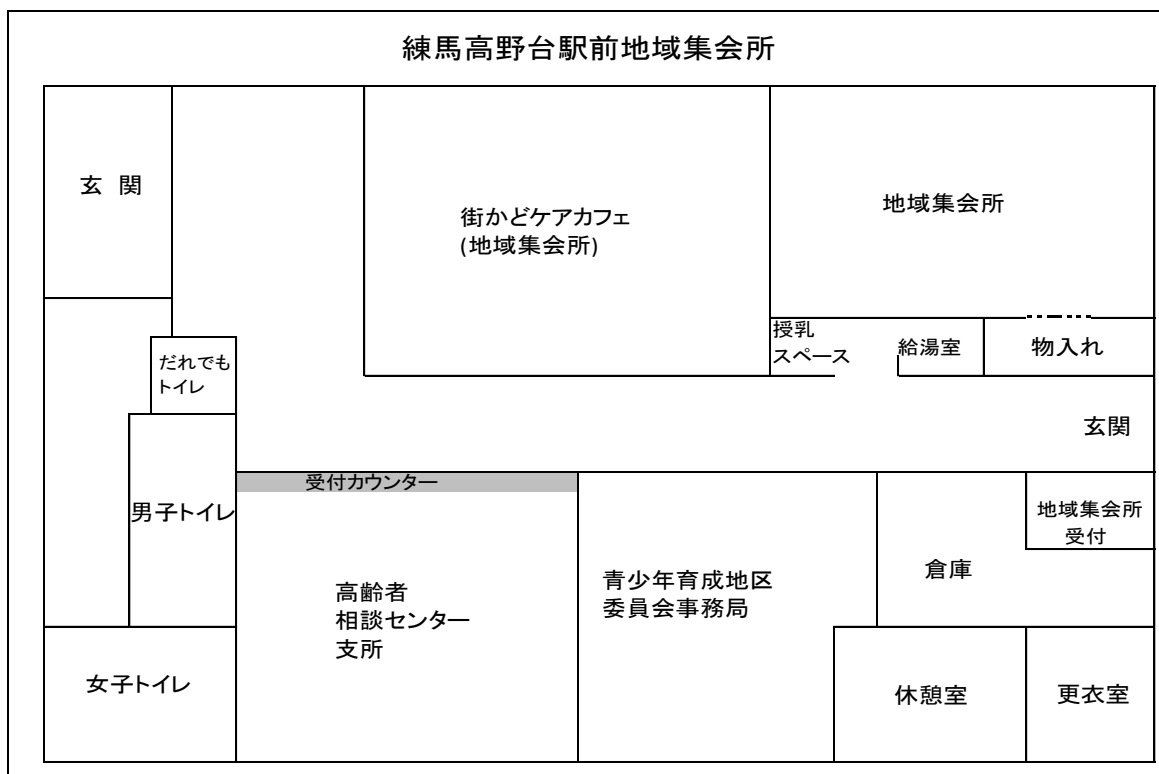 練馬高野台駅前地域集会所
玄 関
街かどケアカフェ
(地域集会所)
地域集会所
授乳
スペース
給湯室
物入れ
だれでも
トイレ
玄関
受付カウンター
男子トイレ
地域集会所
受付
倉庫
高齢者
相談センター
支所
青少年育成地区
委員会事務局
女子トイレ
休憩室
更衣室